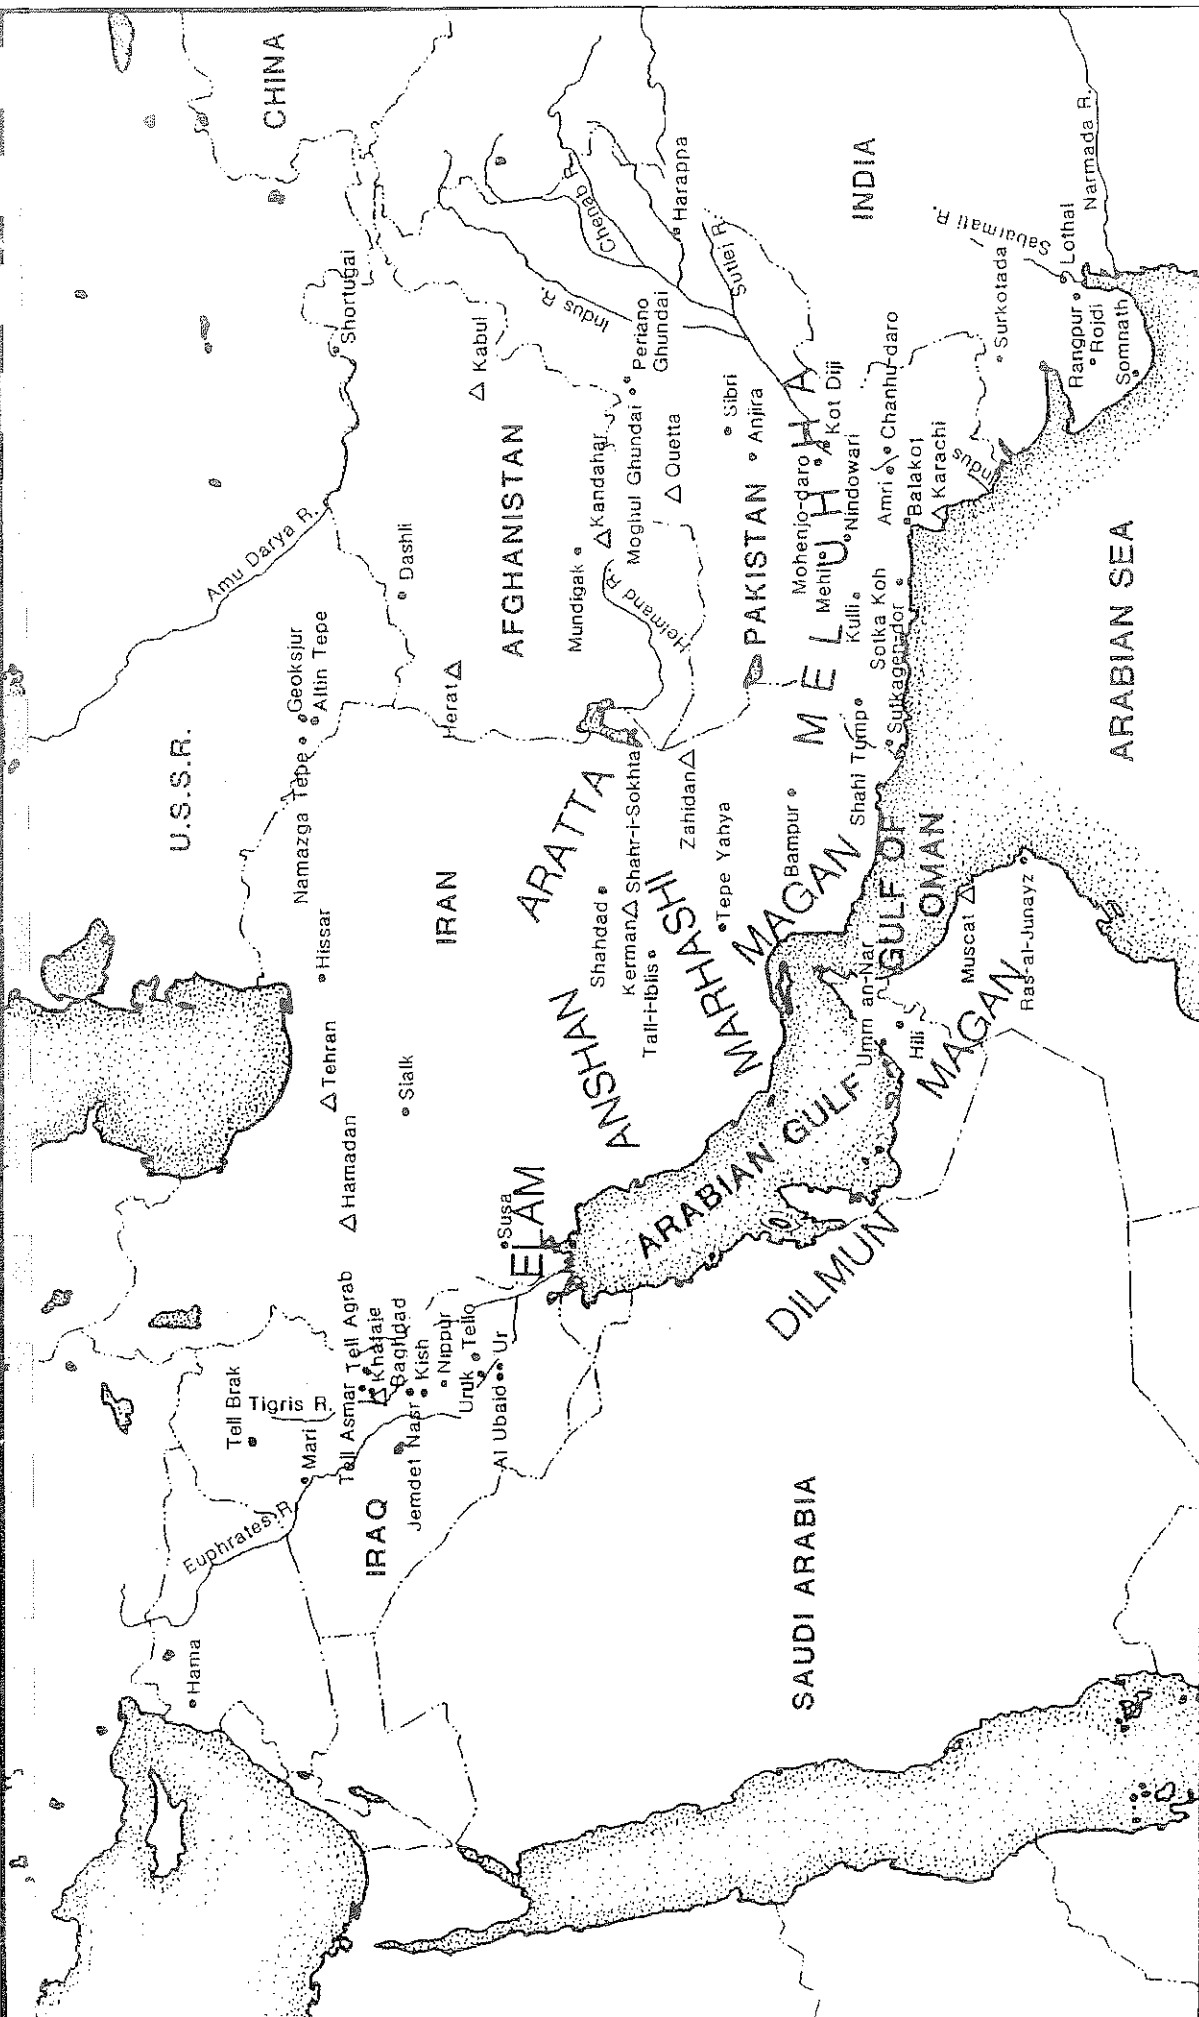 CHINA
U.S.S.R.
Amu Darya R.
Shortugai
Kabul
Geoksjur
Altin Tepe
Namazga Tepe
Dashli
Herat
AFGHANISTAN
Hissar
Tehran
Hamadan
Sialk
IRAN
Tell Brak
Tigris R.
Mari
Euphrates R.
Hama
IRAQ
Tell Asmar
Tell Agrab
Khafaje
Baghdad
Jemdet Nasr
Kish
Nippur
Uruk
Tello
Al Ubaid
Ur
Susa
ELAM
ANSHAN
ARATTA
MARHASHI
Shahdad
Kerman
Shahr-i-Sokhta
Tall-i-Iblis
Zahidan
Tepe Yahya
Bampur
MAGAN
Mundigak
Kandahar
Helmand R.
Moghul Ghundai
Periano
Ghundai
Quetta
Indus R.
Chenab R.
Harappa
Sutlej R.
INDIA
Sibri
Anjira
PAKISTAN
MELUHHA
Mohenjo-daro
Mehi
Kot Diji
Nindowari
Kulli
Amri
Chanhu-daro
Sotka Koh
Balakot
Karachi
Sutkagen-dor
Shahi Tump
Indus
Surkotada
Sabarmati R.
Lothal
Narmada R.
Rangpur
Rojdi
Somnath
ARABIAN GULF
GULF OF
OMAN
ARABIAN SEA
Umm an-Nar
Hili
Muscat
MAGAN
Ras-al-Junayz
DILMUN
SAUDI ARABIA